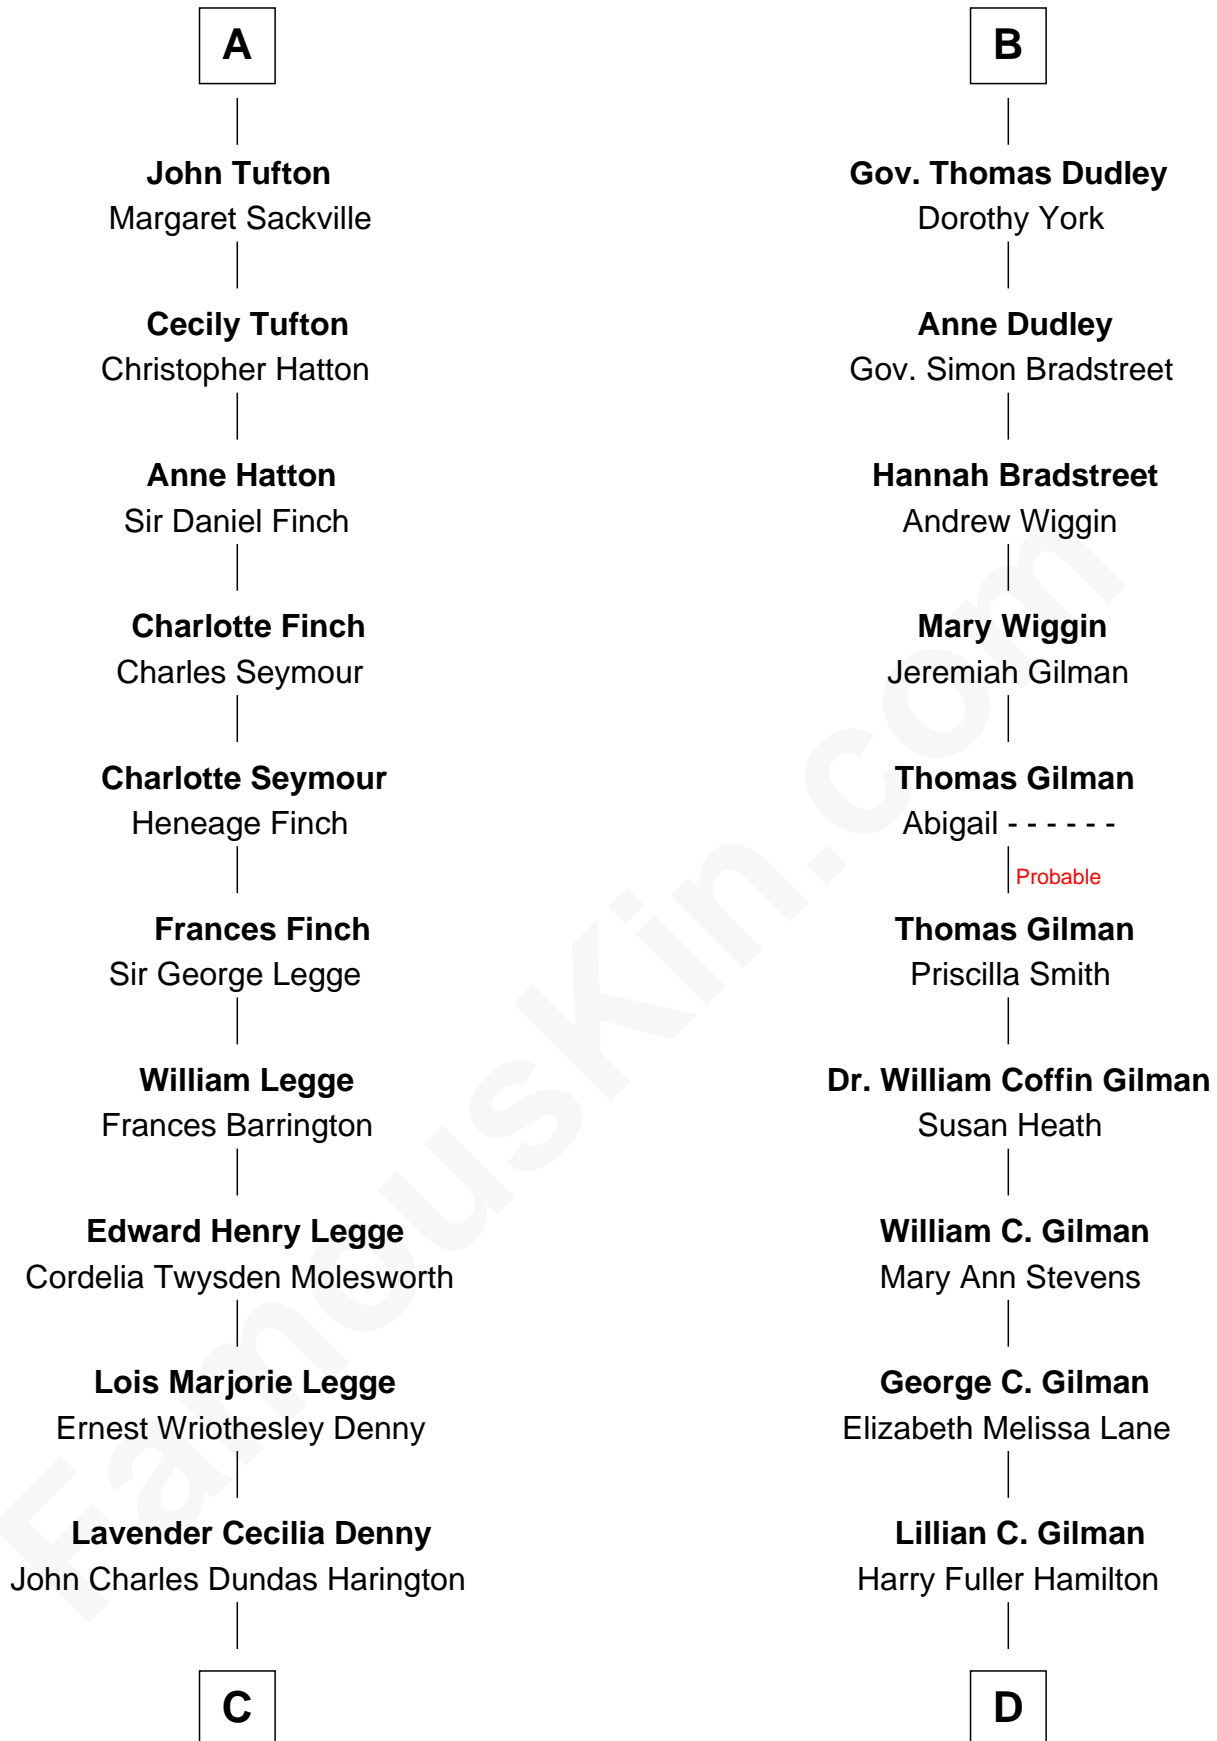 A
John Tufton
Margaret Sackville
Cecily Tufton
Christopher Hatton
Anne Hatton
Sir Daniel Finch
Charlotte Finch
Charles Seymour
Charlotte Seymour
Heneage Finch
Frances Finch
Sir George Legge
William Legge
Frances Barrington
Edward Henry Legge
Cordelia Twysden Molesworth
Lois Marjorie Legge
Ernest Wriothesley Denny
Lavender Cecilia Denny
John Charles Dundas Harington
C
B
Gov. Thomas Dudley
Dorothy York
Anne Dudley
Gov. Simon Bradstreet
Hannah Bradstreet
Andrew Wiggin
Mary Wiggin
Jeremiah Gilman
Thomas Gilman
Abigail - - - - - -
Probable
Thomas Gilman
Priscilla Smith
Dr. William Coffin Gilman
Susan Heath
William C. Gilman
Mary Ann Stevens
George C. Gilman
Elizabeth Melissa Lane
Lillian C. Gilman
Harry Fuller Hamilton
D
FamousKin.com